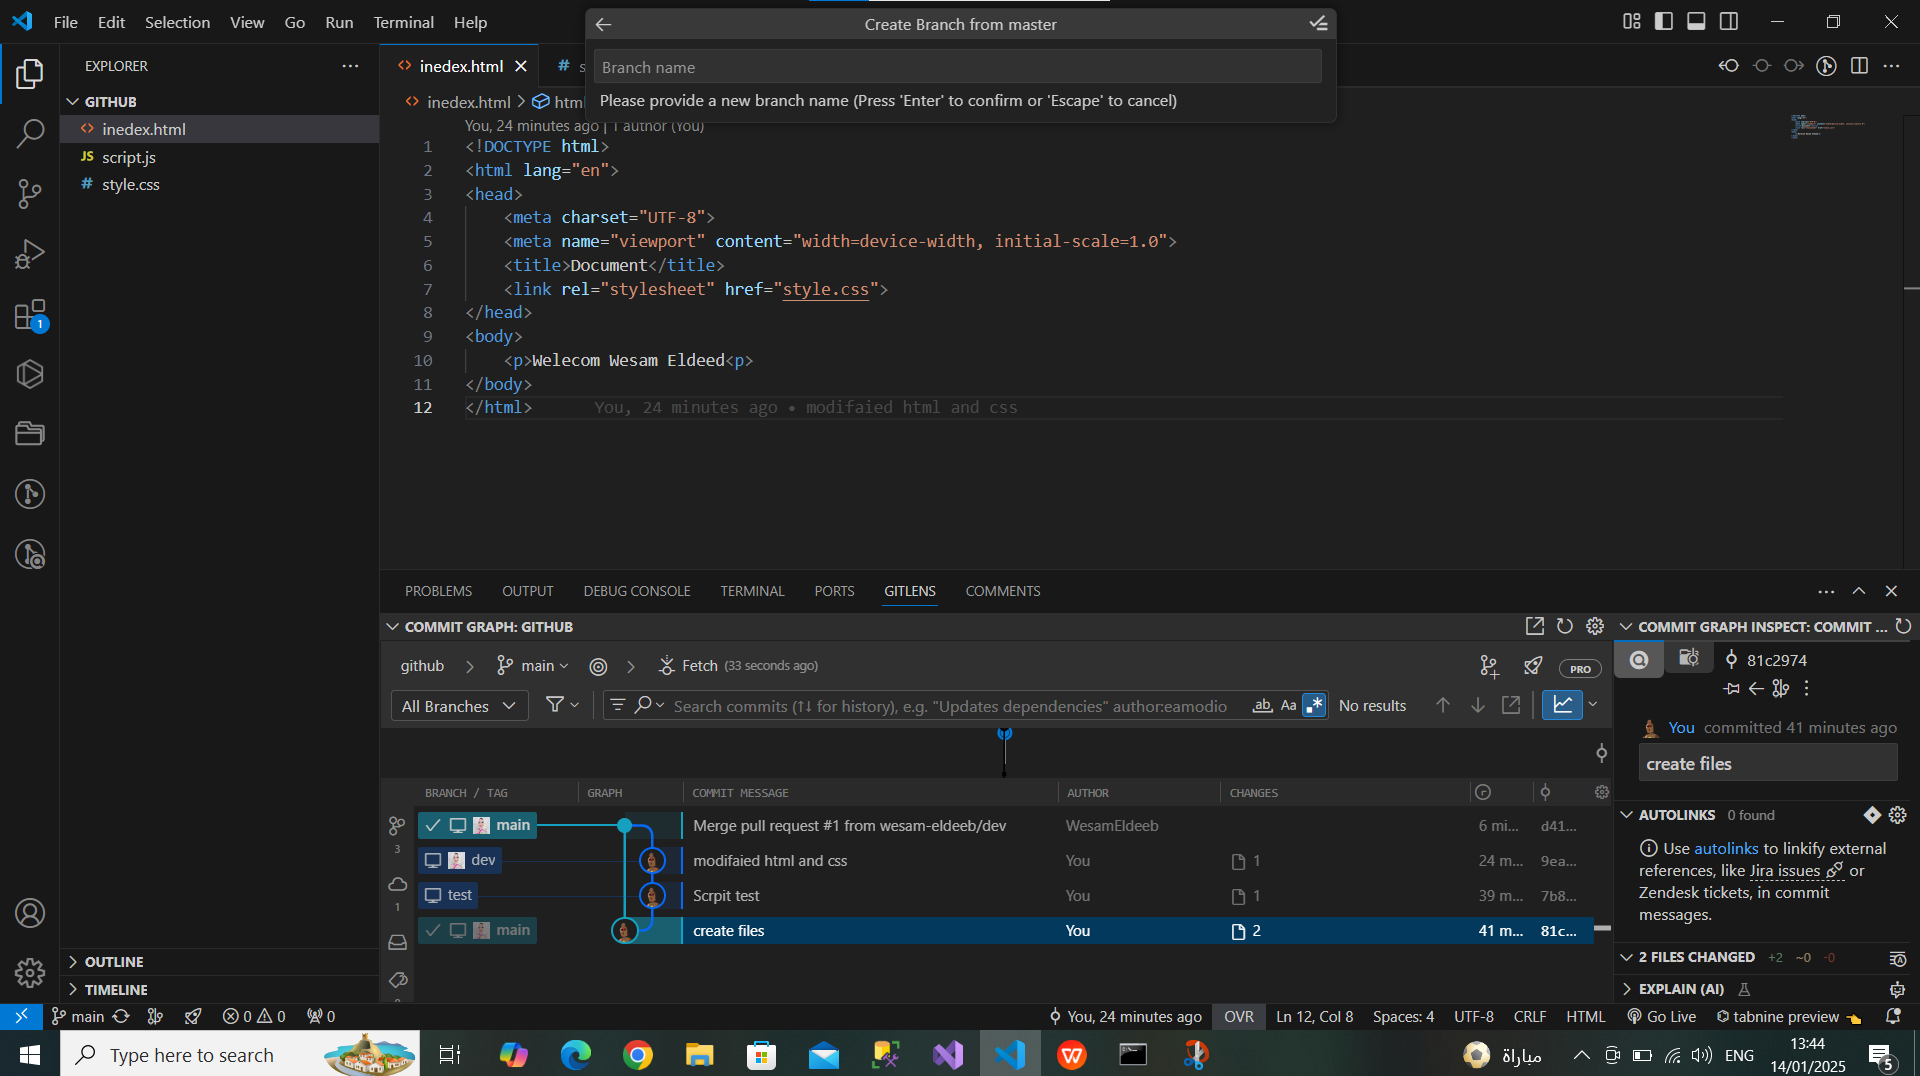 File Edit Selection View Go Run Terminal Help
Create Branch from master
Branch name
Please provide a new branch name (Press 'Enter' to confirm or 'Escape' to cancel)
EXPLORER
GITHUB
inedex.html
JS script.js
# style.css
OUTLINE
TIMELINE
1
inedex.html
# s
inedex.html > html
You, 24 minutes ago | 1 author (You)
1 <!DOCTYPE html>
2 <html lang="en">
3 <head>
4 <meta charset="UTF-8">
5 <meta name="viewport" content="width=device-width, initial-scale=1.0">
6 <title>Document</title>
7 <link rel="stylesheet" href="style.css">
8 </head>
9 <body>
10 <p>Welecom Wesam Eldeed<p>
11 </body>
12 </html> You, 24 minutes ago • modifaied html and css
PROBLEMS OUTPUT DEBUG CONSOLE TERMINAL PORTS GITLENS COMMENTS
COMMIT GRAPH: GITHUB
github > main > Fetch (33 seconds ago) PRO
All Branches Search commits (↑↓ for history), e.g. "Updates dependencies" author:eamodio ab Aa .* No results
BRANCH / TAG GRAPH COMMIT MESSAGE AUTHOR CHANGES
main Merge pull request #1 from wesam-eldeeb/dev WesamEldeeb 6 mi... d41...
3
dev modifaied html and css You 1 24 m... 9ea...
test Scrpit test You 1 39 m... 7b8...
1
main create files You 2 41 m... 81c...
COMMIT GRAPH INSPECT: COMMIT ...
81c2974
You committed 41 minutes ago
create files
AUTOLINKS 0 found
Use autolinks to linkify external
references, like Jira issues or
Zendesk tickets, in commit
messages.
2 FILES CHANGED +2 ~0 -0
EXPLAIN (AI)
main 0 0 0 You, 24 minutes ago OVR Ln 12, Col 8 Spaces: 4 UTF-8 CRLF HTML Go Live tabnine preview
Type here to search
مباراة
ENG
13:44
14/01/2025
5